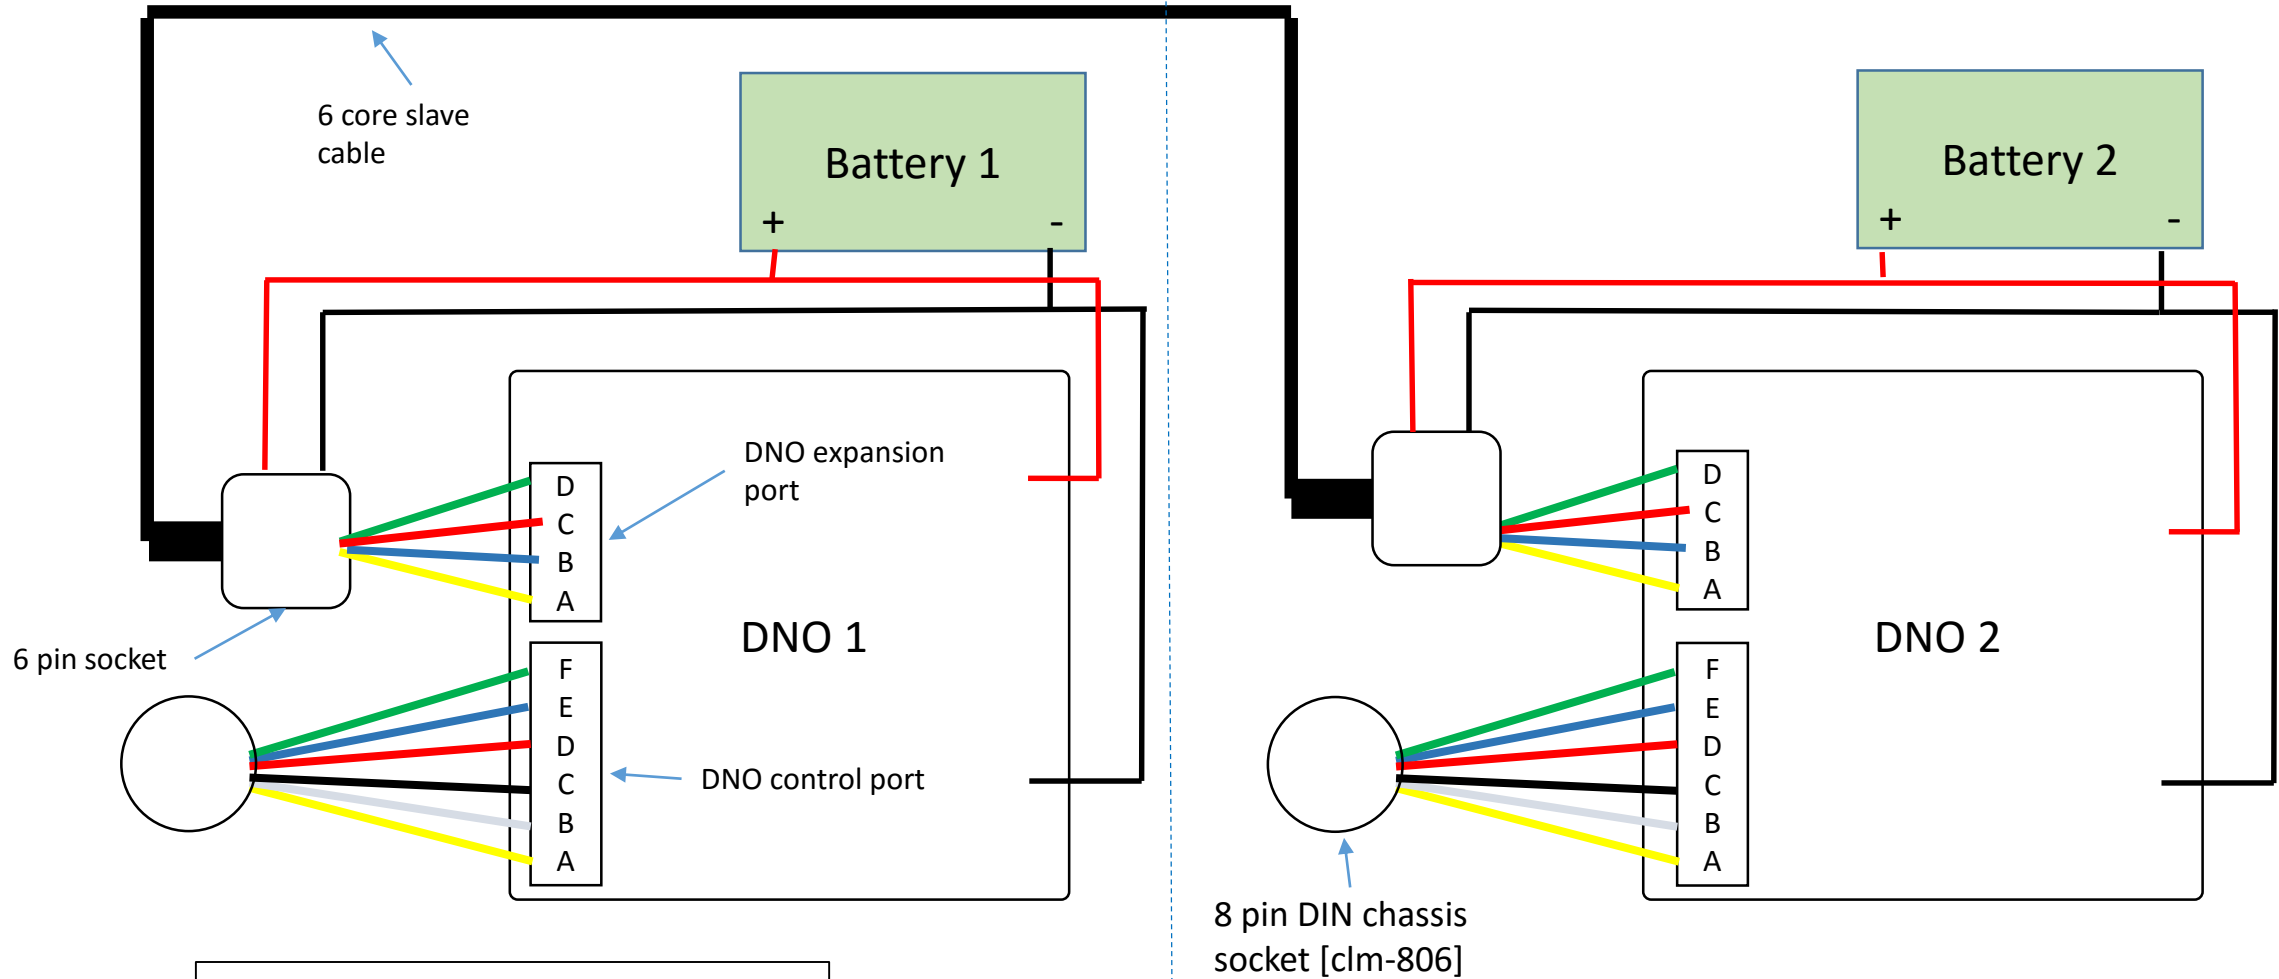 6 core slave
cable
Battery 1
+ -
Battery 2
+ -
DNO expansion
port
D
C
B
A
6 pin socket
DNO 1
F
E
D
C
B
A
DNO control port
D
C
B
A
DNO 2
F
E
D
C
B
A
8 pin DIN chassis
socket [clm-806]